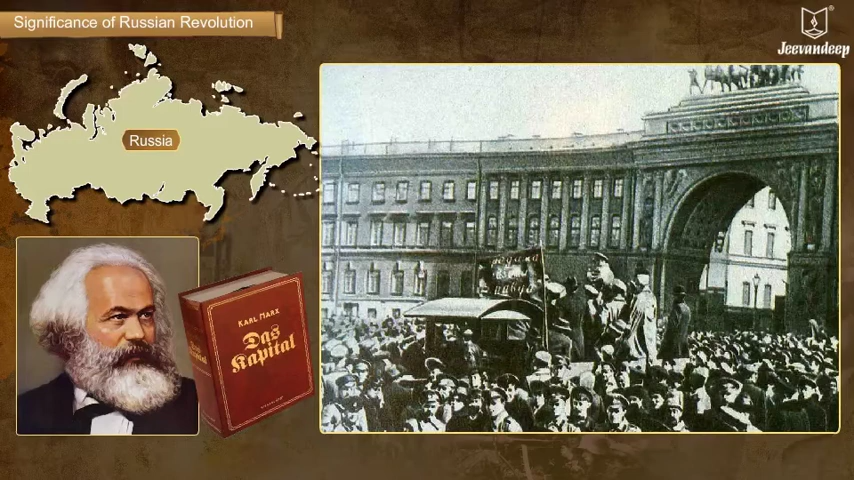 Significance of Russian Revolution
Jeevandeep
Russia
KARL MARX
Das
Kapital